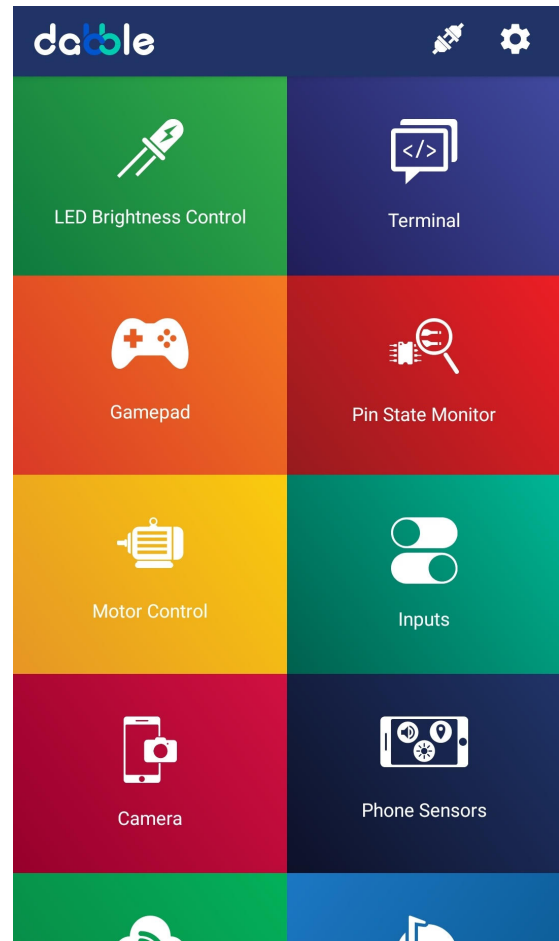 dabble
LED Brightness Control
Terminal
</>
Gamepad
Pin State Monitor
Motor Control
Inputs
Camera
Phone Sensors